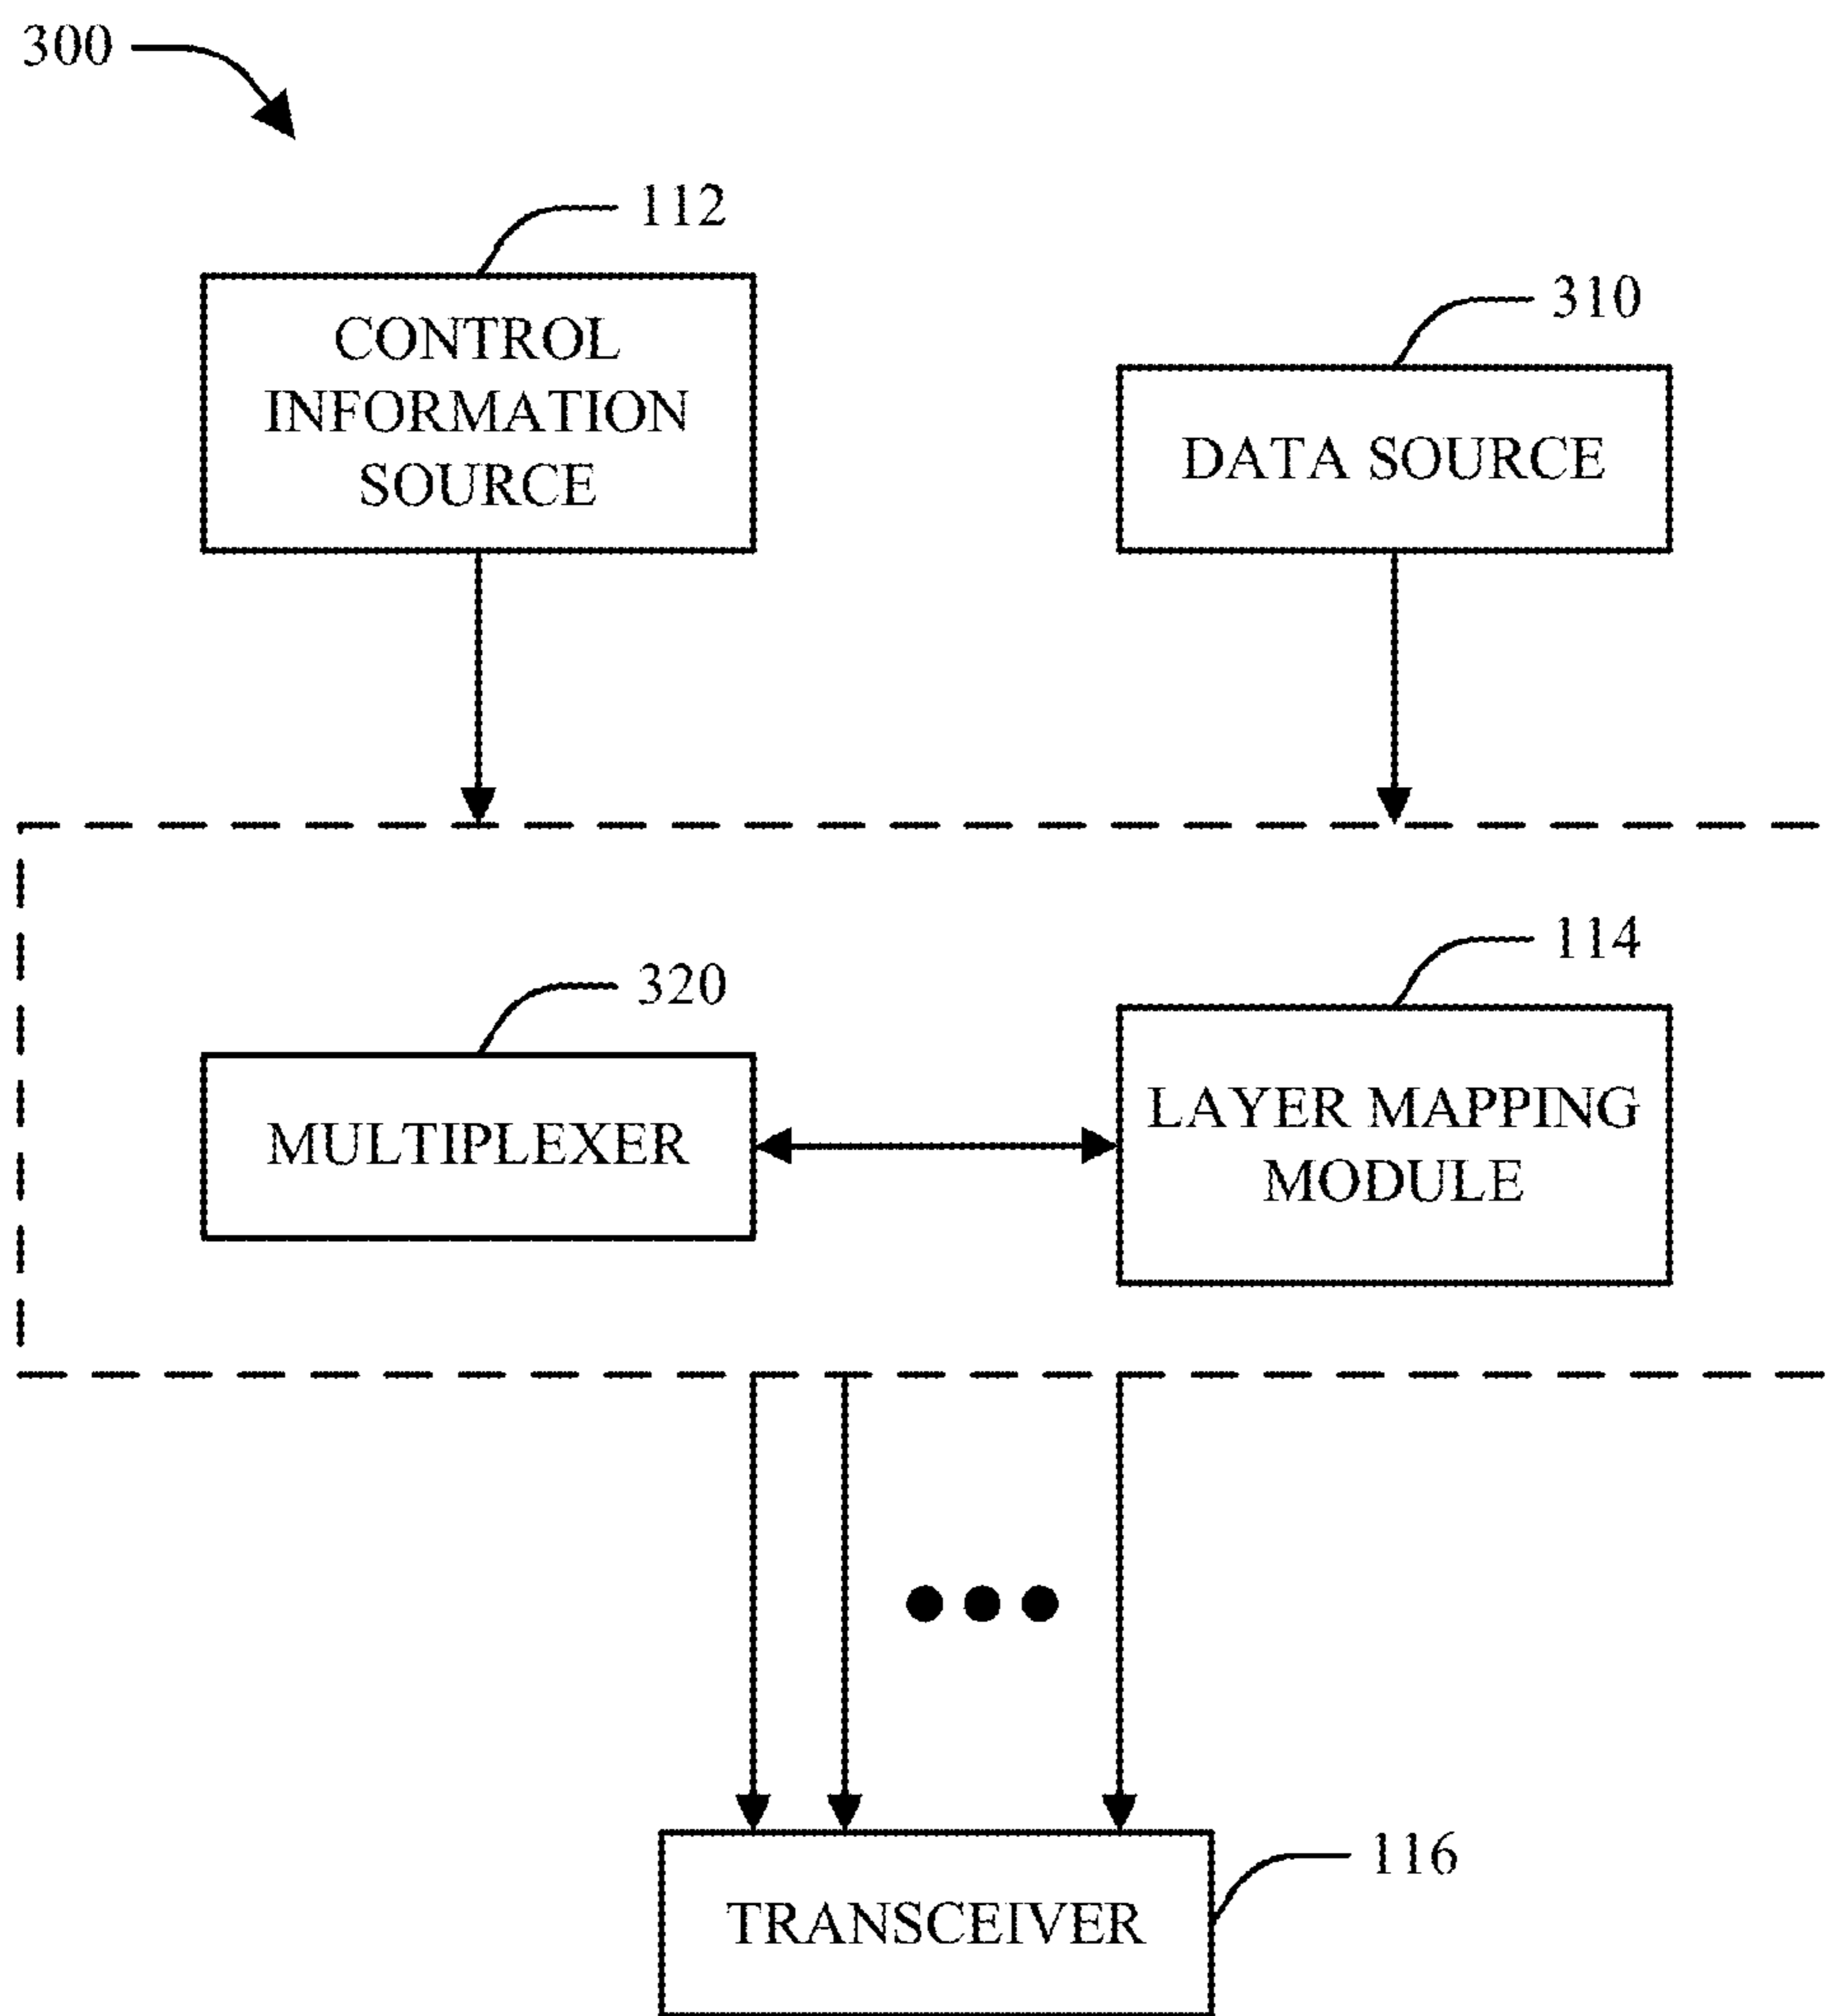 300
112
CONTROL
INFORMATION
SOURCE
310
DATA SOURCE
320
MULTIPLEXER
114
LAYER MAPPING
MODULE
116
TRANSCEIVER